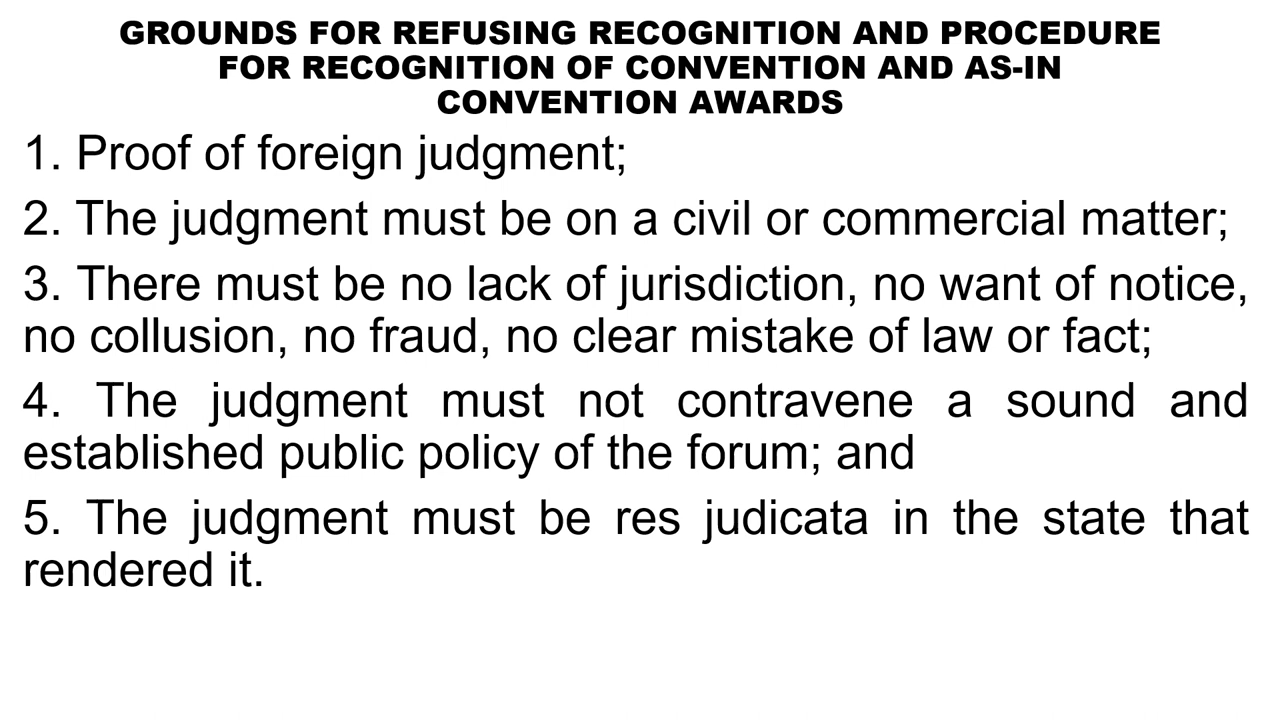 GROUNDS FOR REFUSING RECOGNITION AND PROCEDURE
FOR RECOGNITION OF CONVENTION AND AS-IN
CONVENTION AWARDS
1. Proof of foreign judgment;
2. The judgment must be on a civil or commercial matter;
3. There must be no lack of jurisdiction, no want of notice,
no collusion, no fraud, no clear mistake of law or fact;
4. The judgment must not contravene a sound and
established public policy of the forum; and
5. The judgment must be res judicata in the state that
rendered it.